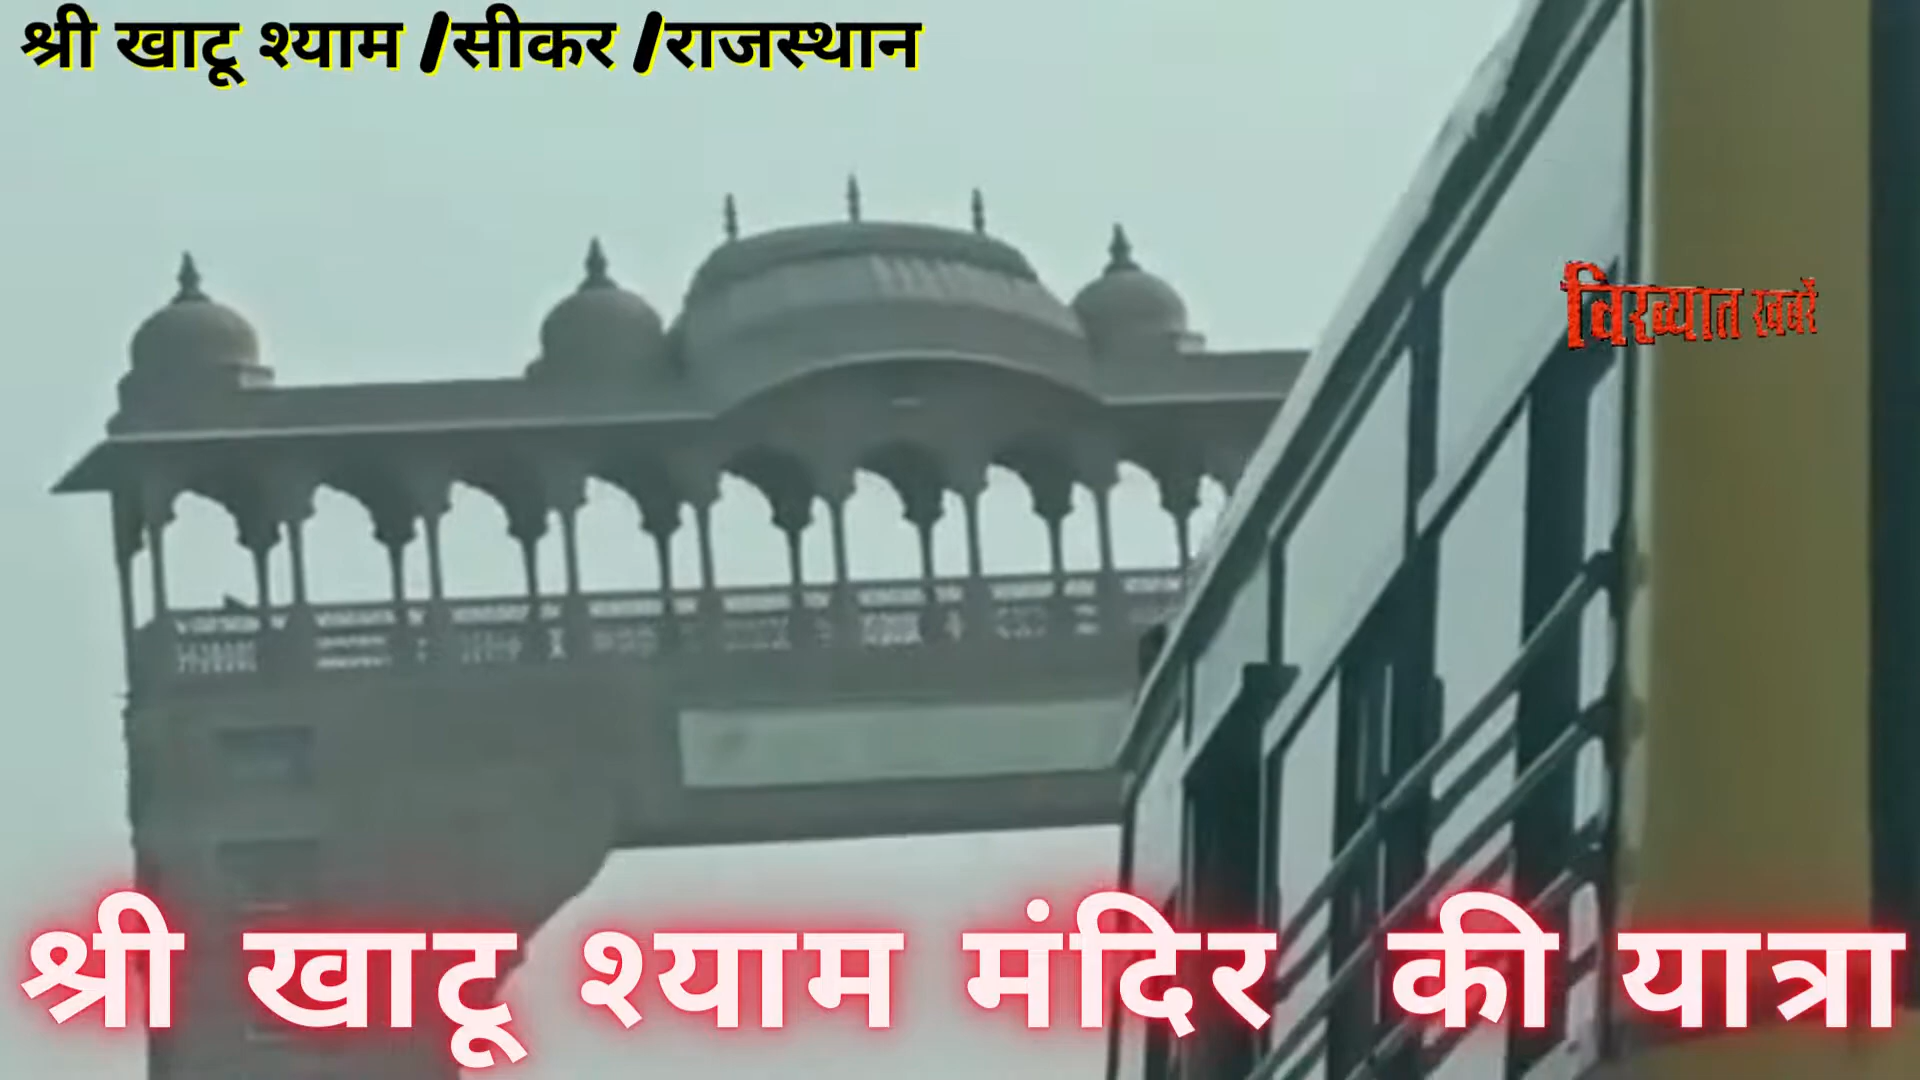 श्री खाटू श्याम /सीकर /राजस्थान
विख्यात खबरें
श्री खाटू श्याम मंदिर की यात्रा